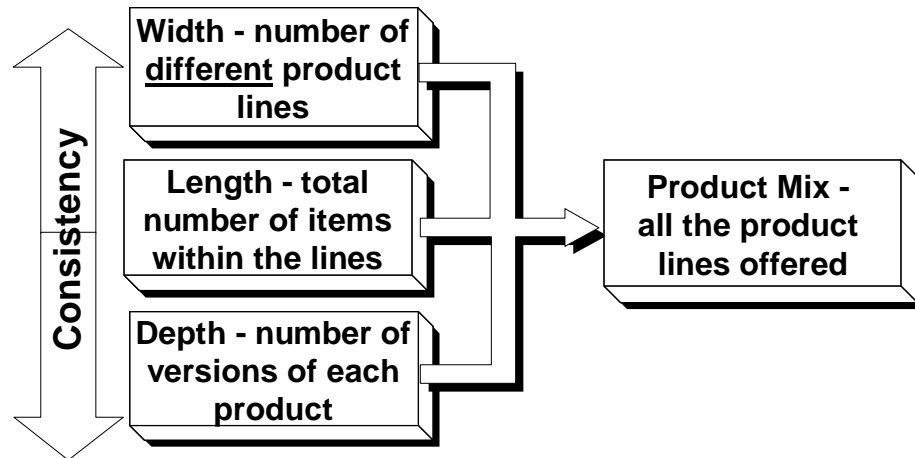 Consistency
Width - number of
different product
lines
Length - total
number of items
within the lines
Depth - number of
versions of each
product
Product Mix -
all the product
lines offered